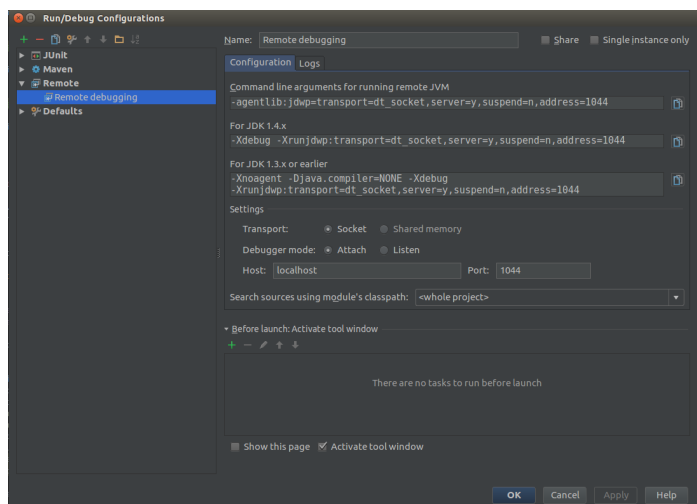 Run/Debug Configurations
Name: Remote debugging
Share
Single instance only
JUnit
Maven
Remote
Remote debugging
Defaults
Configuration Logs
Command line arguments for running remote JVM
-agentlib:jdwp=transport=dt_socket,server=y,suspend=n,address=1044
For JDK 1.4.x
-Xdebug -Xrunjdwp:transport=dt_socket,server=y,suspend=n,address=1044
For JDK 1.3.x or earlier
-Xnoagent -Djava.compiler=NONE -Xdebug
-Xrunjdwp:transport=dt_socket,server=y,suspend=n,address=1044
Settings
Transport: Socket Shared memory
Debugger mode: Attach Listen
Host: localhost Port: 1044
Search sources using module's classpath: <whole project>
Before launch: Activate tool window
There are no tasks to run before launch
Show this page Activate tool window
OK Cancel Apply Help